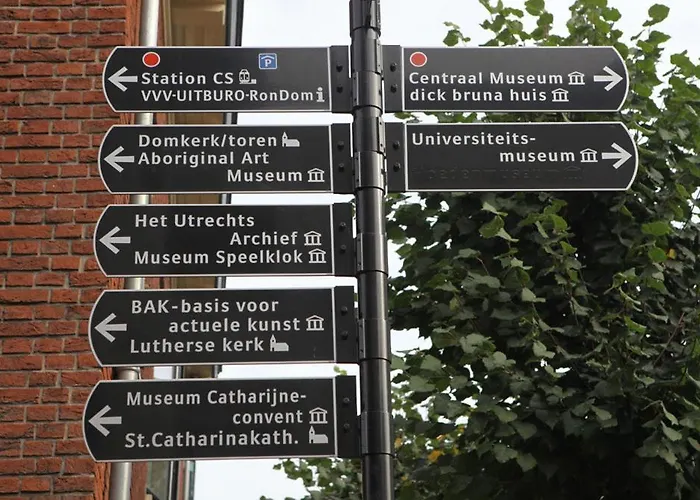 P
Station CS
VVV-UITBURO-RonDom
Domkerk/toren
Aboriginal Art
Museum
Het Utrechts
Archief
Museum Speelklok
BAK-basis voor
actuele kunst
Lutherse kerk
Museum Catharijne-
convent
St.Catharinakath.
Centraal Museum
dick bruna huis
Universiteits-
museum